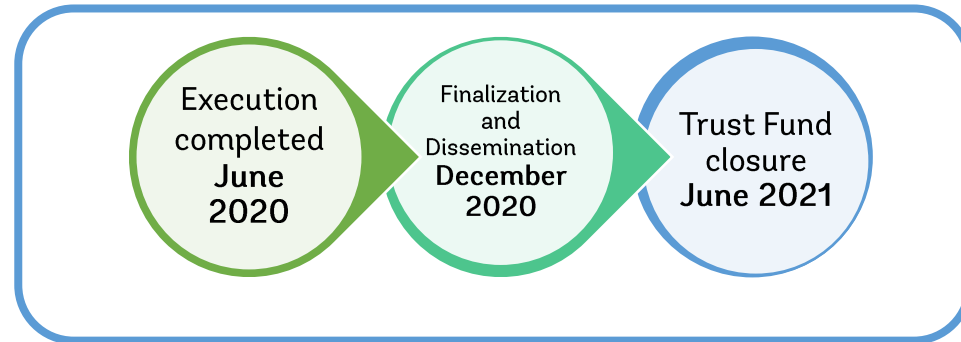 Execution
completed
June
2020
Finalization
and
Dissemination
December
2020
Trust Fund
closure
June 2021